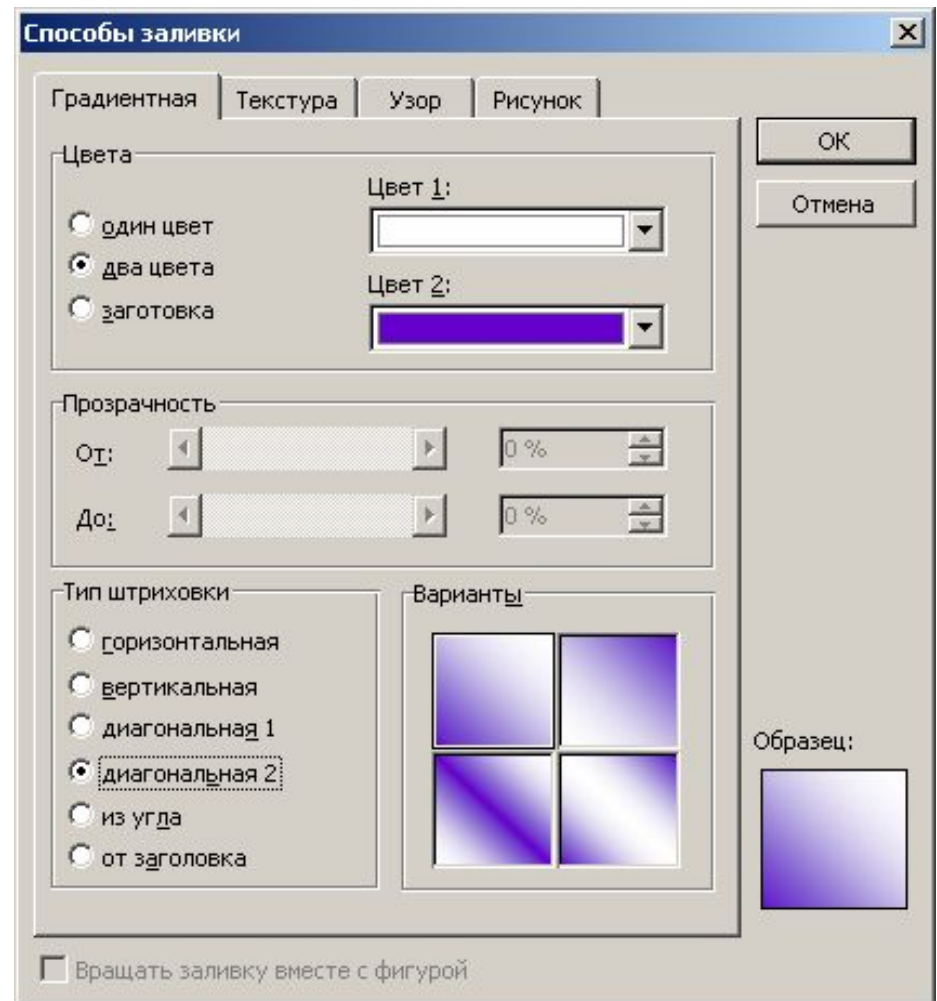 Способы заливки
Градиентная Текстура Узор Рисунок
Цвета
один цвет
два цвета
заготовка
Цвет 1:
Цвет 2:
OK
Отмена
Прозрачность
От: 0 %
До: 0 %
Тип штриховки
горизонтальная
вертикальная
диагональная 1
диагональная 2
из угла
от заголовка
Варианты
Образец:
Вращать заливку вместе с фигурой